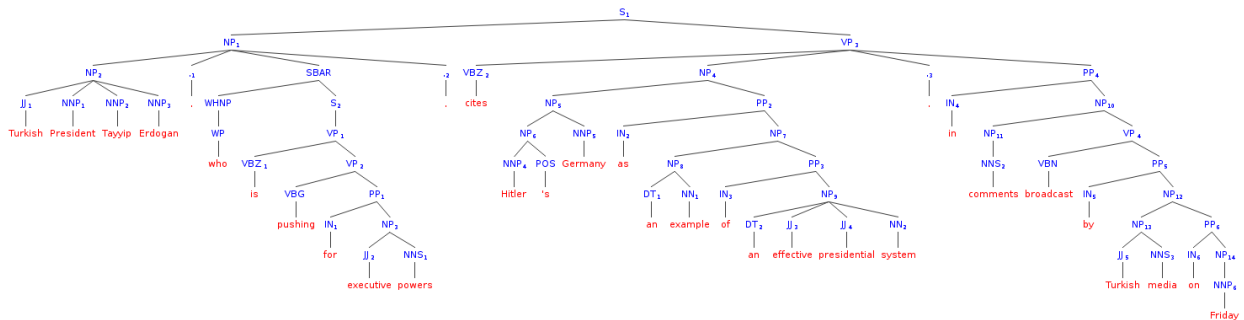 S₁
NP₁ VP₃
NP₂ ,₁ SBAR ,₂ VBZ₂ NP₄ ,₃ PP₄
JJ₁ NNP₁ NNP₂ NNP₃ , WHNP S₂ , cites NP₅ PP₂ , IN₄ NP₁₀
Turkish President Tayyip Erdogan WP VP₁ NP₆ NNP₅ IN₂ NP₇ in NP₁₁ VP₄
who VBZ₁ VP₂ NNP₄ POS Germany as NP₈ PP₃ NNS₂ VBN PP₅
is VBG PP₁ Hitler 's DT₁ NN₁ IN₃ NP₉ comments broadcast IN₅ NP₁₂
pushing IN₁ NP₃ an example of DT₂ JJ₃ JJ₄ NN₂ by NP₁₃ PP₆
for JJ₂ NNS₁ an effective presidential system JJ₅ NNS₃ IN₆ NP₁₄
executive powers Turkish media on NNP₆
Friday